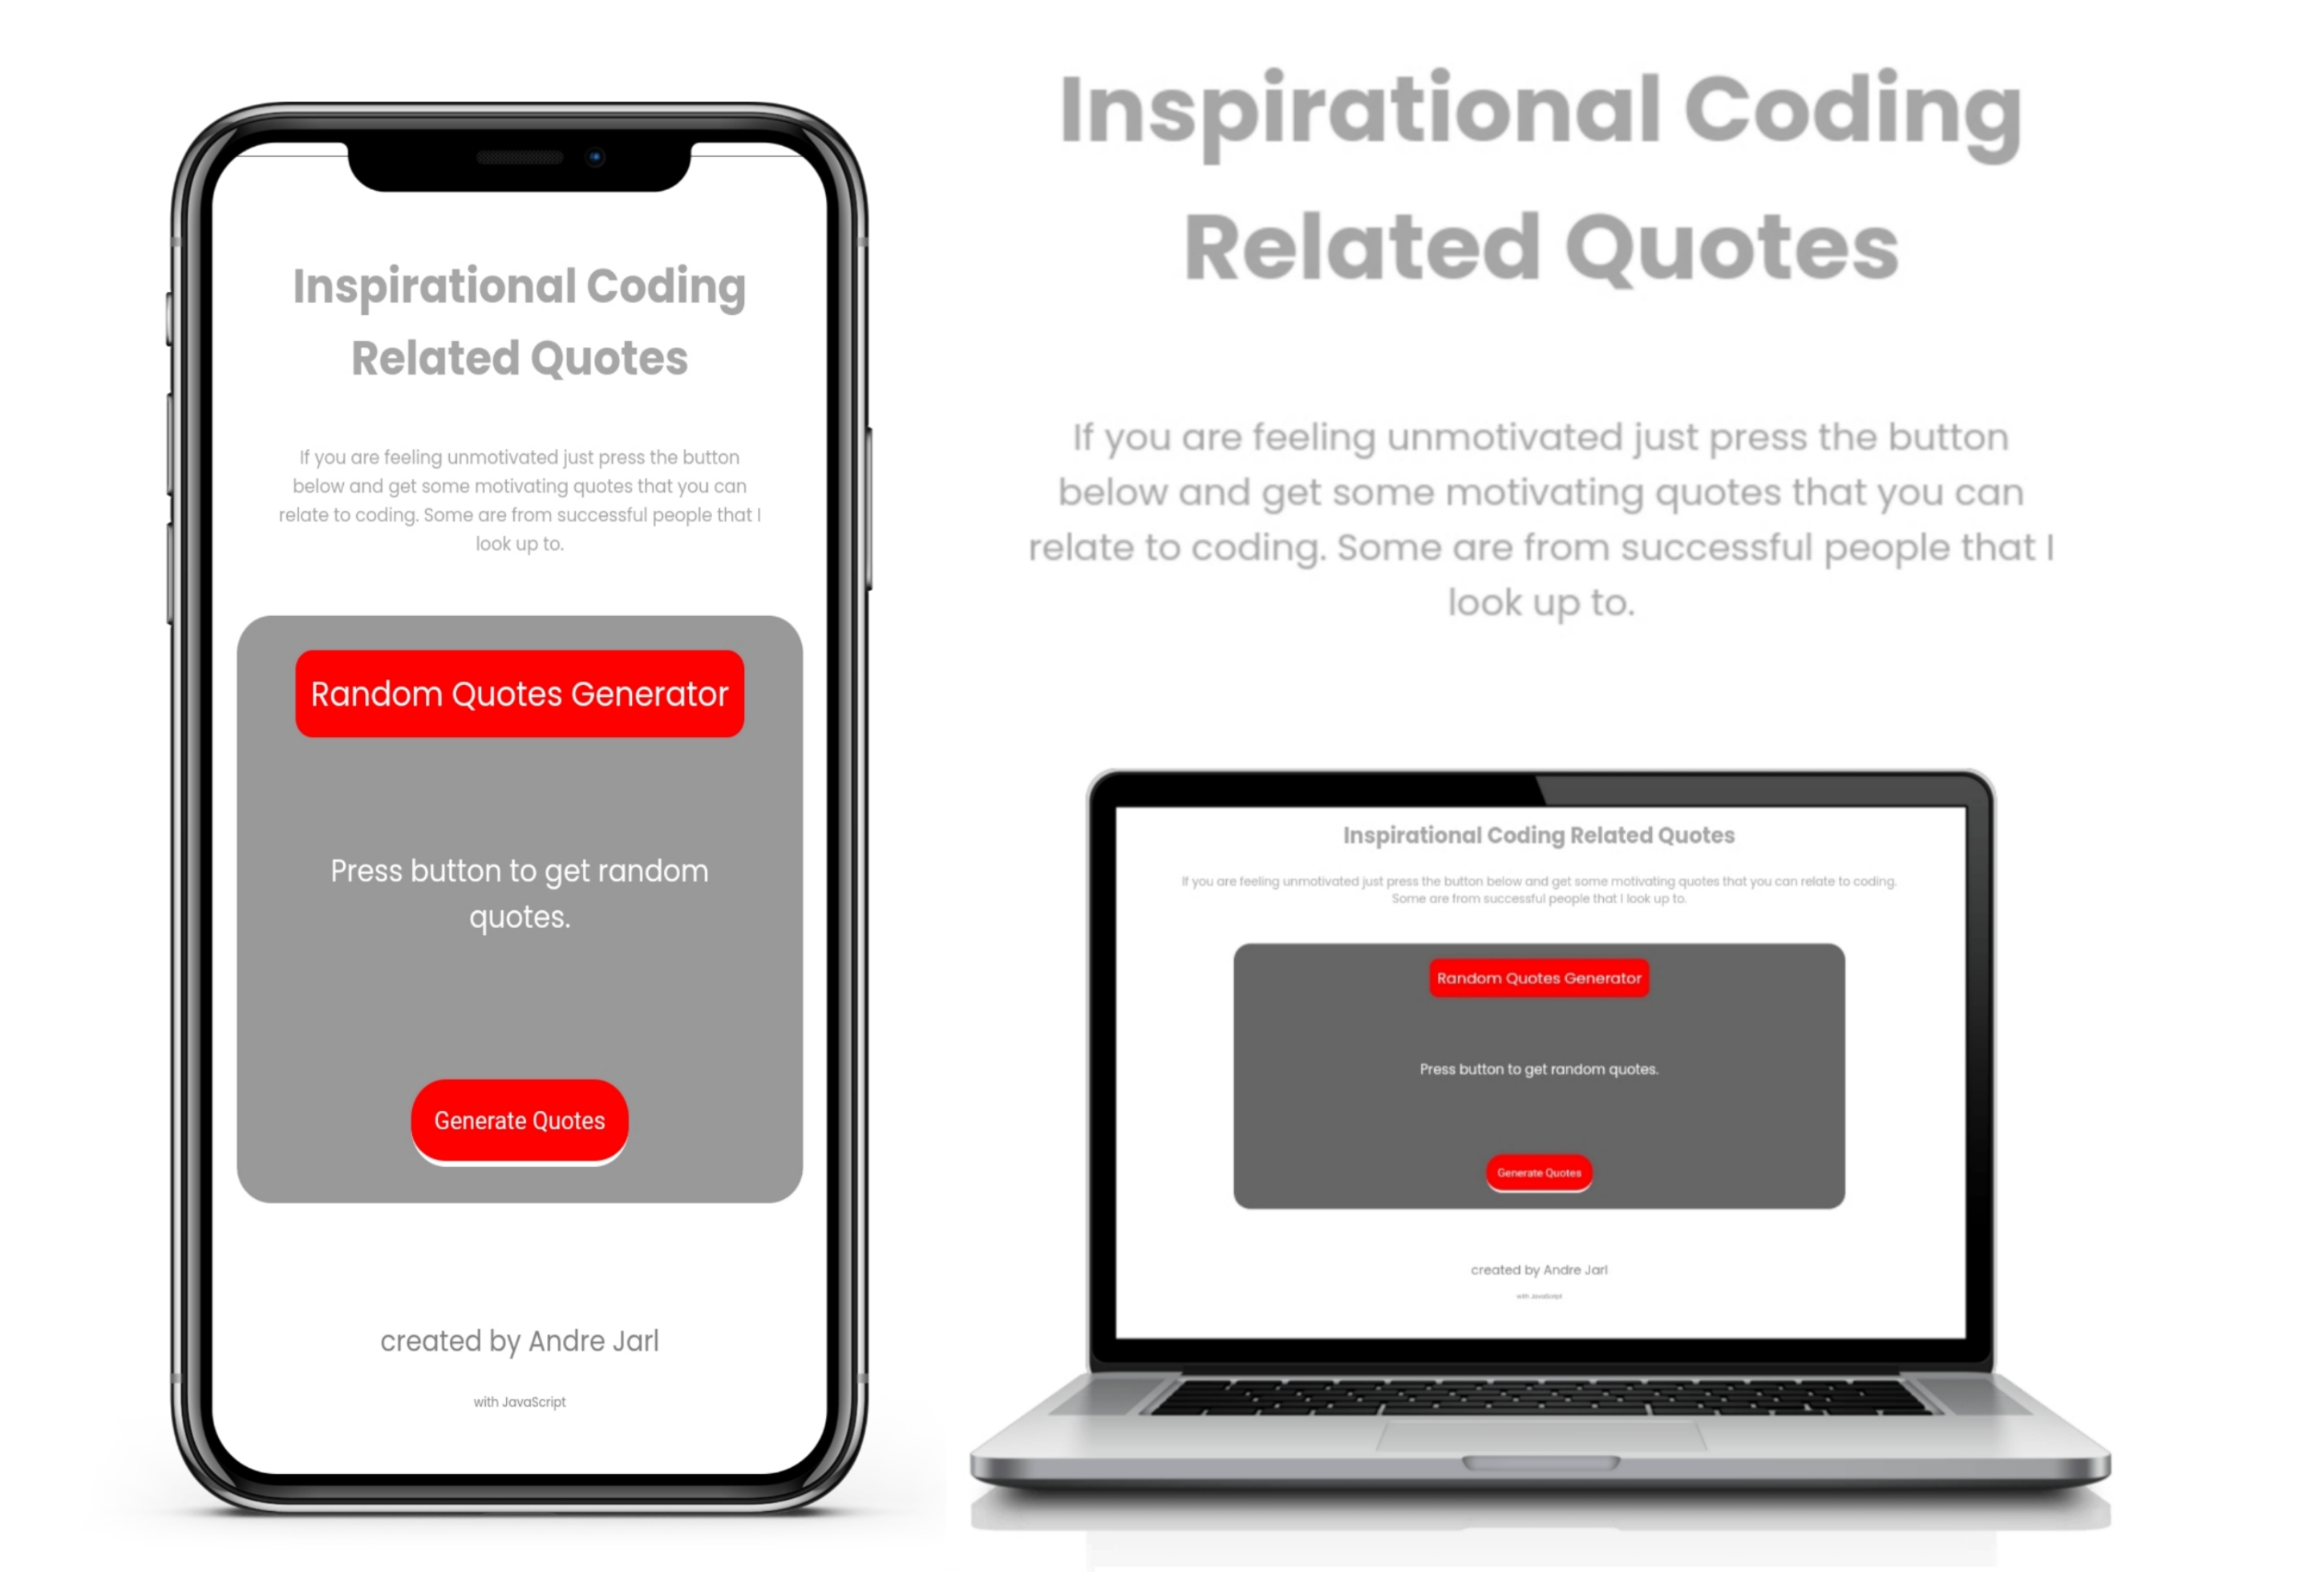 Inspirational Coding
Related Quotes
If you are feeling unmotivated just press the button
below and get some motivating quotes that you can
relate to coding. Some are from successful people that I
look up to.
Random Quotes Generator
Press button to get random
quotes.
Generate Quotes
created by Andre Jarl
with JavaScript
Inspirational Coding
Related Quotes
If you are feeling unmotivated just press the button
below and get some motivating quotes that you can
relate to coding. Some are from successful people that I
look up to.
Inspirational Coding Related Quotes
If you are feeling unmotivated just press the button below and get some motivating quotes that you can relate to coding.
Some are from successful people that I look up to.
Random Quotes Generator
Press button to get random quotes.
Generate Quotes
created by Andre Jarl
with JavaScript